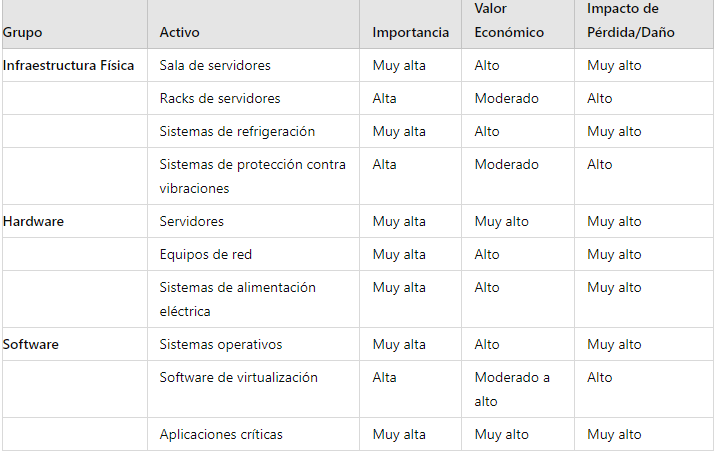 Grupo Activo Importancia Valor Económico Impacto de Pérdida/Daño
Infraestructura Física Sala de servidores Muy alta Alto Muy alto
Racks de servidores Alta Moderado Alto
Sistemas de refrigeración Muy alta Alto Muy alto
Sistemas de protección contra vibraciones Alta Moderado Alto
Hardware Servidores Muy alta Muy alto Muy alto
Equipos de red Muy alta Alto Muy alto
Sistemas de alimentación eléctrica Muy alta Alto Muy alto
Software Sistemas operativos Muy alta Alto Muy alto
Software de virtualización Alta Moderado a alto Alto
Aplicaciones críticas Muy alta Muy alto Muy alto